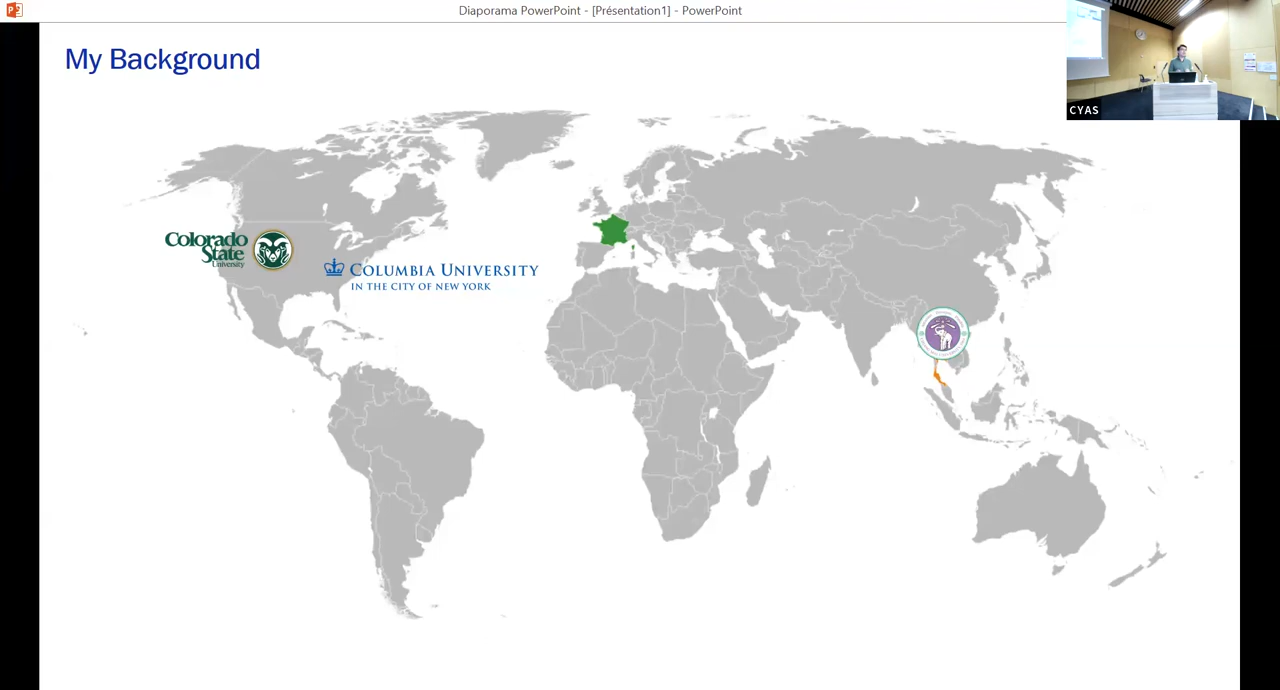 Diaporama PowerPoint - [Présentation1] - PowerPoint
My Background
CYAS
Colorado
State
University
COLUMBIA UNIVERSITY
IN THE CITY OF NEW YORK